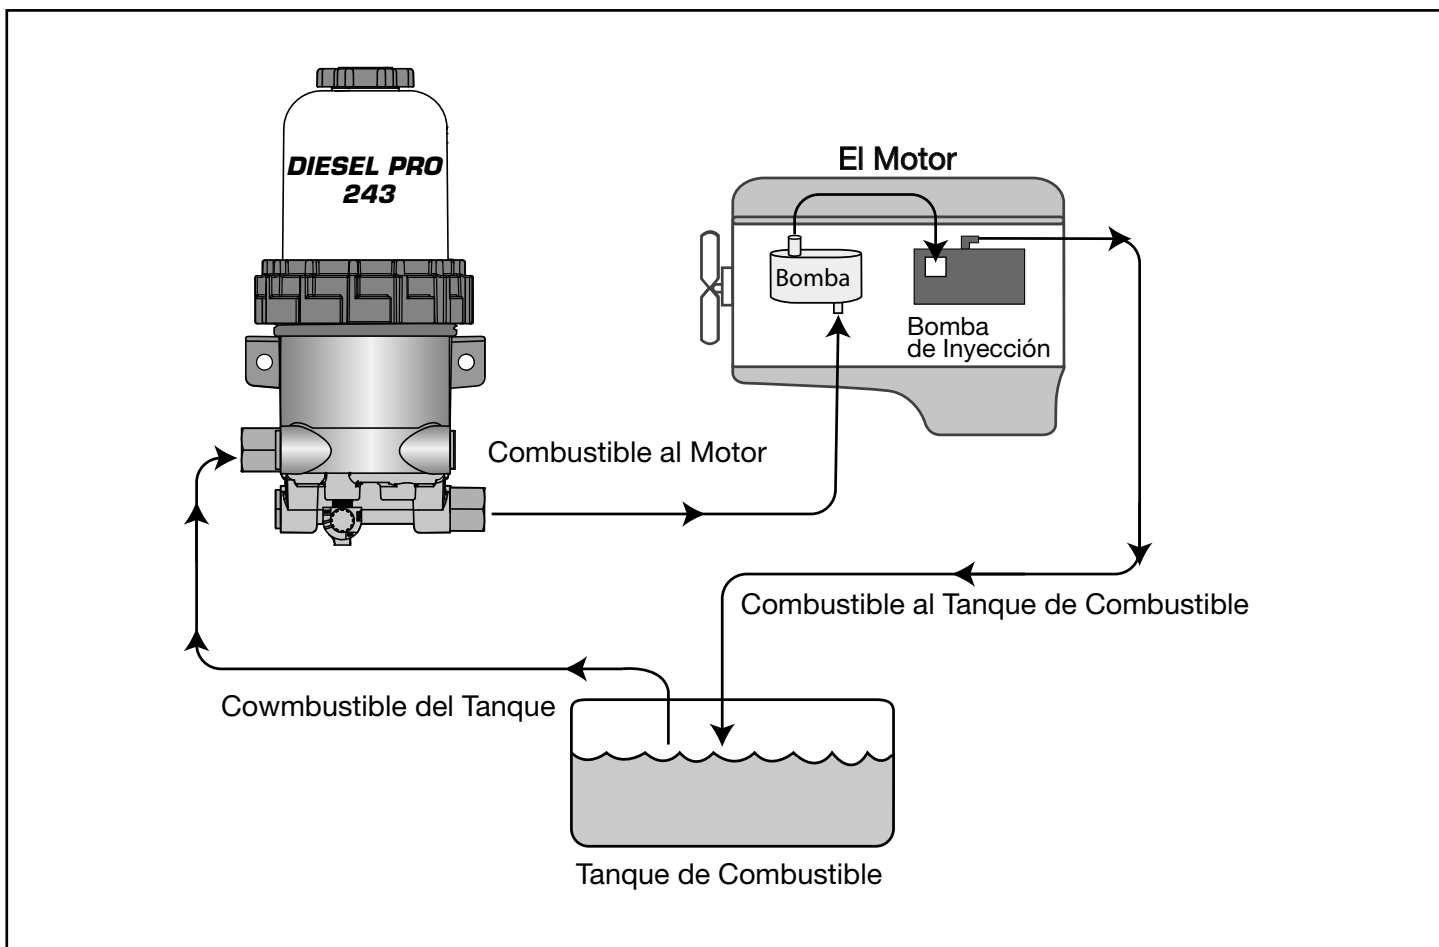 DIESEL PRO
243
El Motor
Bomba
Bomba
de Inyección
Combustible al Motor
Combustible al Tanque de Combustible
Cowmbustible del Tanque
Tanque de Combustible